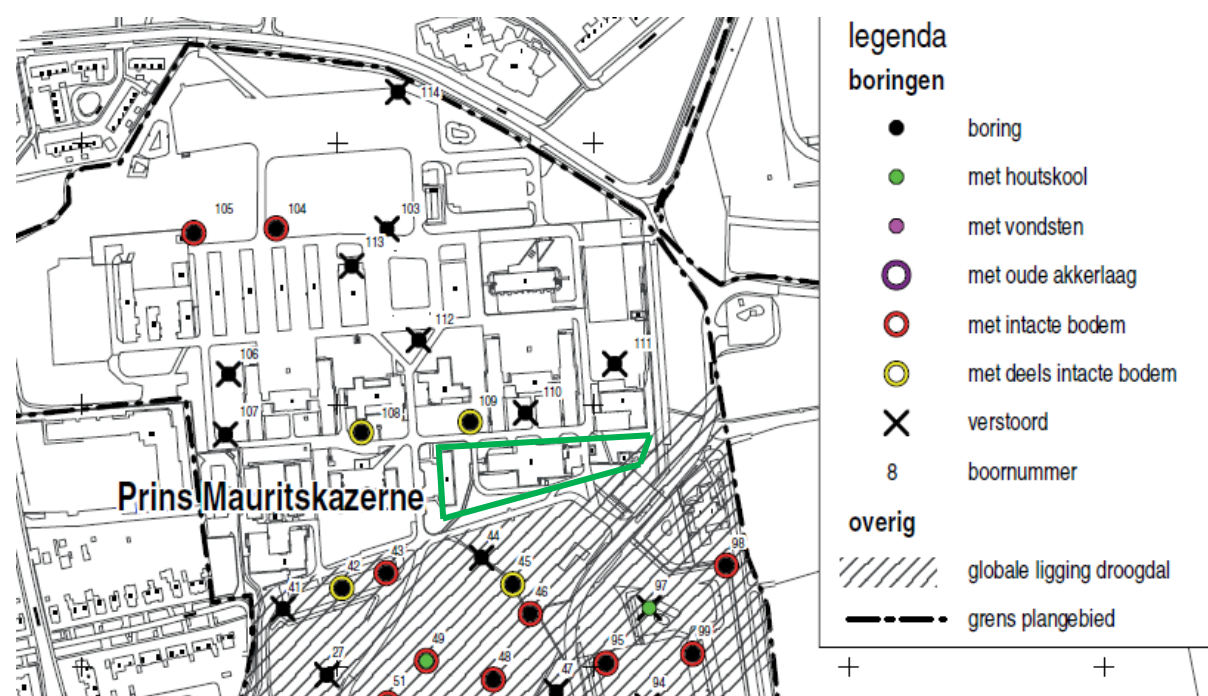 114
105
104
103
113
112
106
111
107
108
109
110
Prins Mauritskazerne
44
43
42
45
41
46
98
97
49
48
95
99
27
47
51
94
legenda
boringen
boring
met houtskool
met vondsten
met oude akkerlaag
met intacte bodem
met deels intacte bodem
verstoord
8 boornummer
overig
globale ligging droogdal
grens plangebied